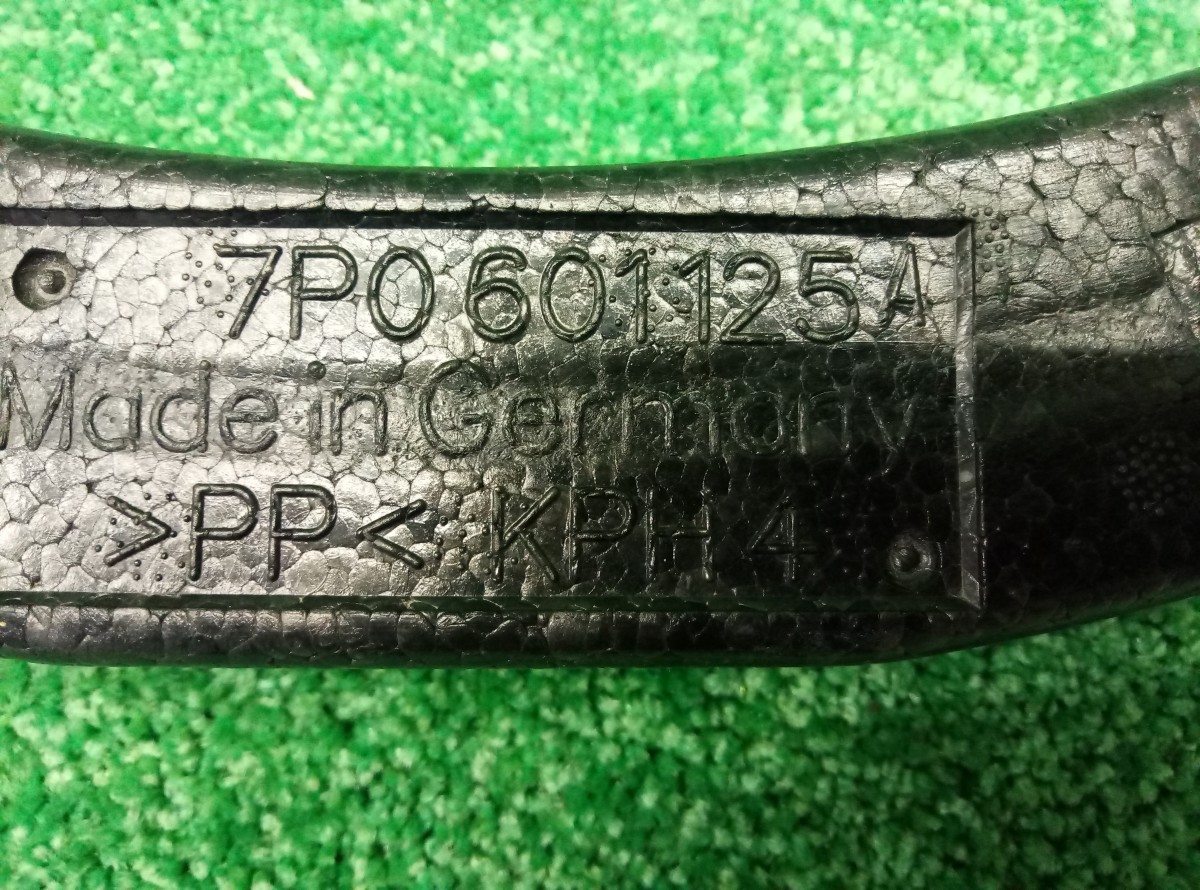 7P0 601 125 A
Made in Germany
>PP< KPH 4